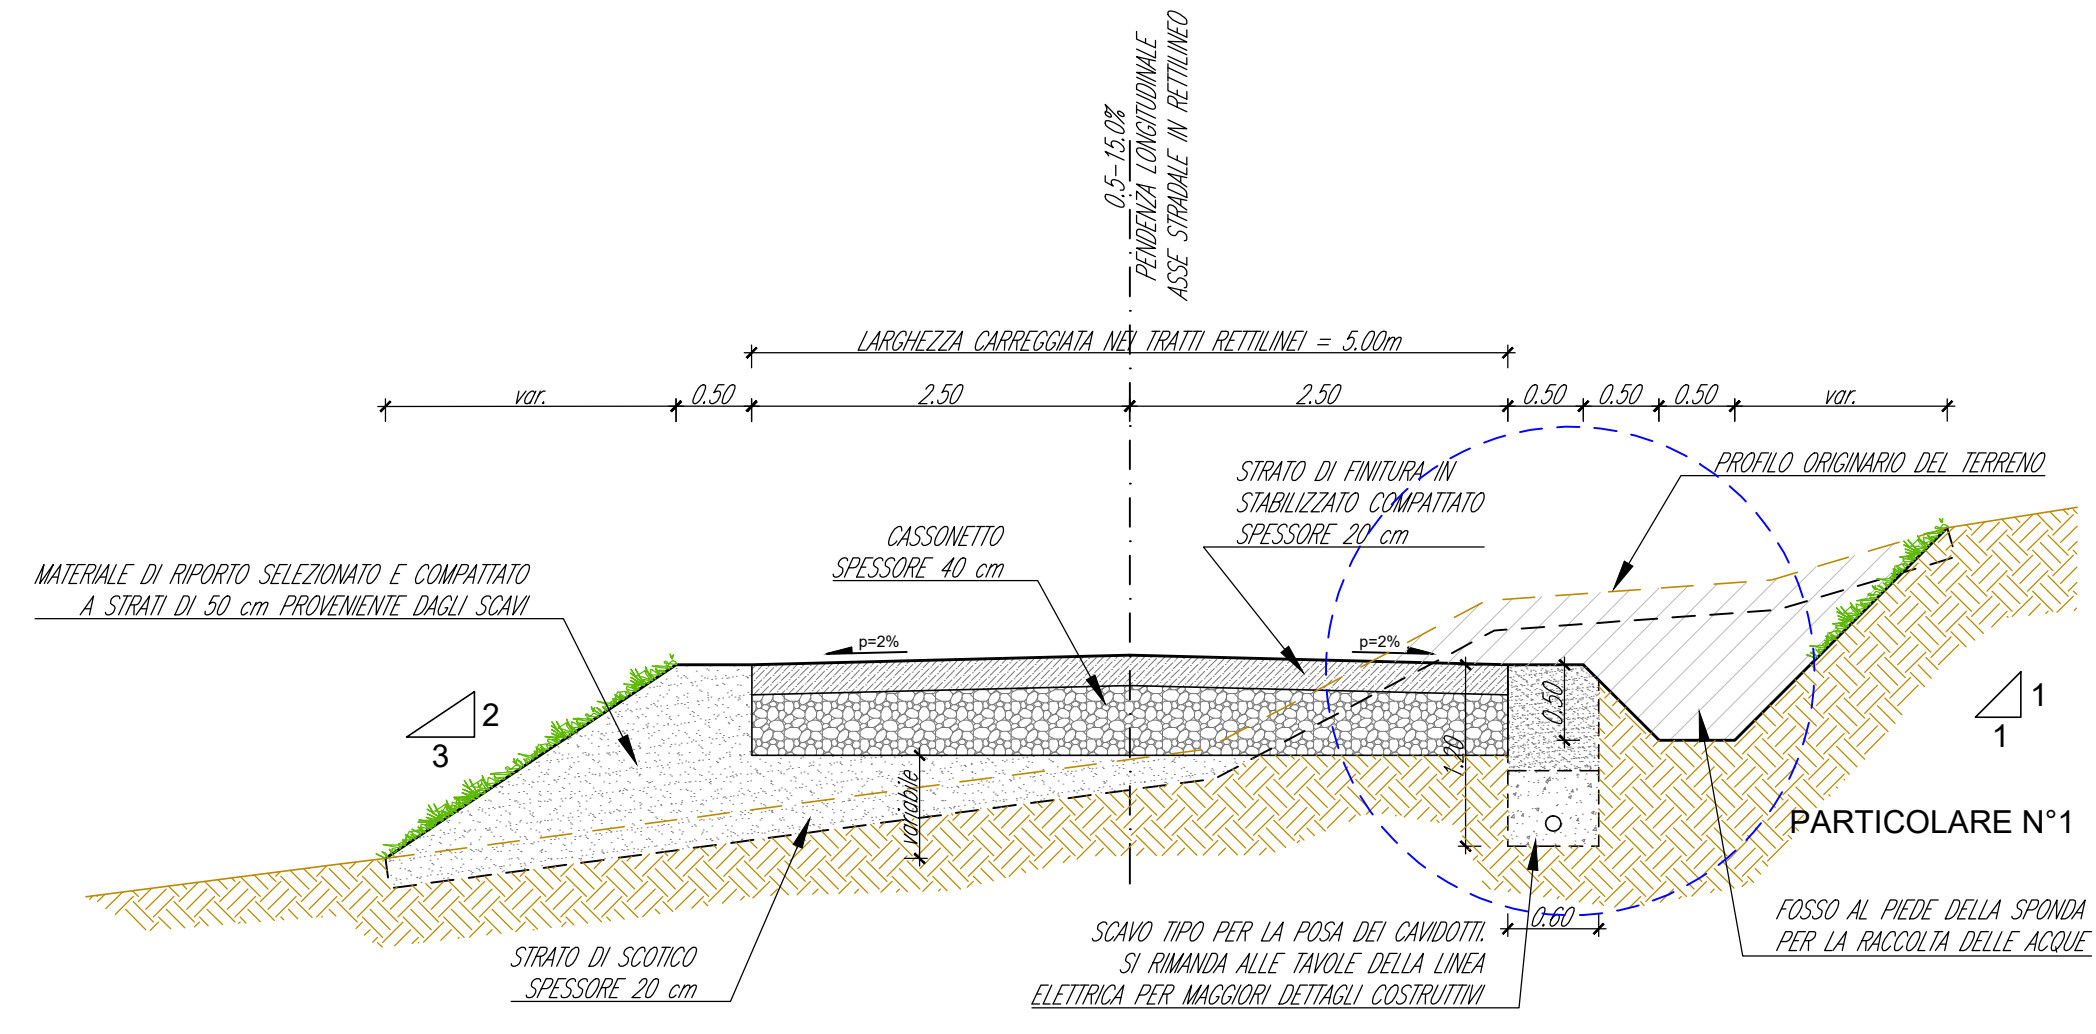 0.5-15.0%
PENDENZA LONGITUDINALE
ASSE STRADALE IN RETTILINEO
LARGHEZZA CARREGGIATA NEI TRATTI RETTILINEI = 5.00m
var.
0.50
2.50
2.50
0.50
0.50
0.50
var.
PROFILO ORIGINARIO DEL TERRENO
STRATO DI FINITURA IN
STABILIZZATO COMPATTATO
SPESSORE 20 cm
CASSONETTO
SPESSORE 40 cm
MATERIALE DI RIPORTO SELEZIONATO E COMPATTATO
A STRATI DI 50 cm PROVENIENTE DAGLI SCAVI
p=2%
p=2%
2
3
1
1
0.50
1.20
variabile
PARTICOLARE N°1
0.60
FOSSO AL PIEDE DELLA SPONDA
PER LA RACCOLTA DELLE ACQUE
SCAVO TIPO PER LA POSA DEI CAVIDOTTI.
SI RIMANDA ALLE TAVOLE DELLA LINEA
ELETTRICA PER MAGGIORI DETTAGLI COSTRUTTIVI
STRATO DI SCOTICO
SPESSORE 20 cm